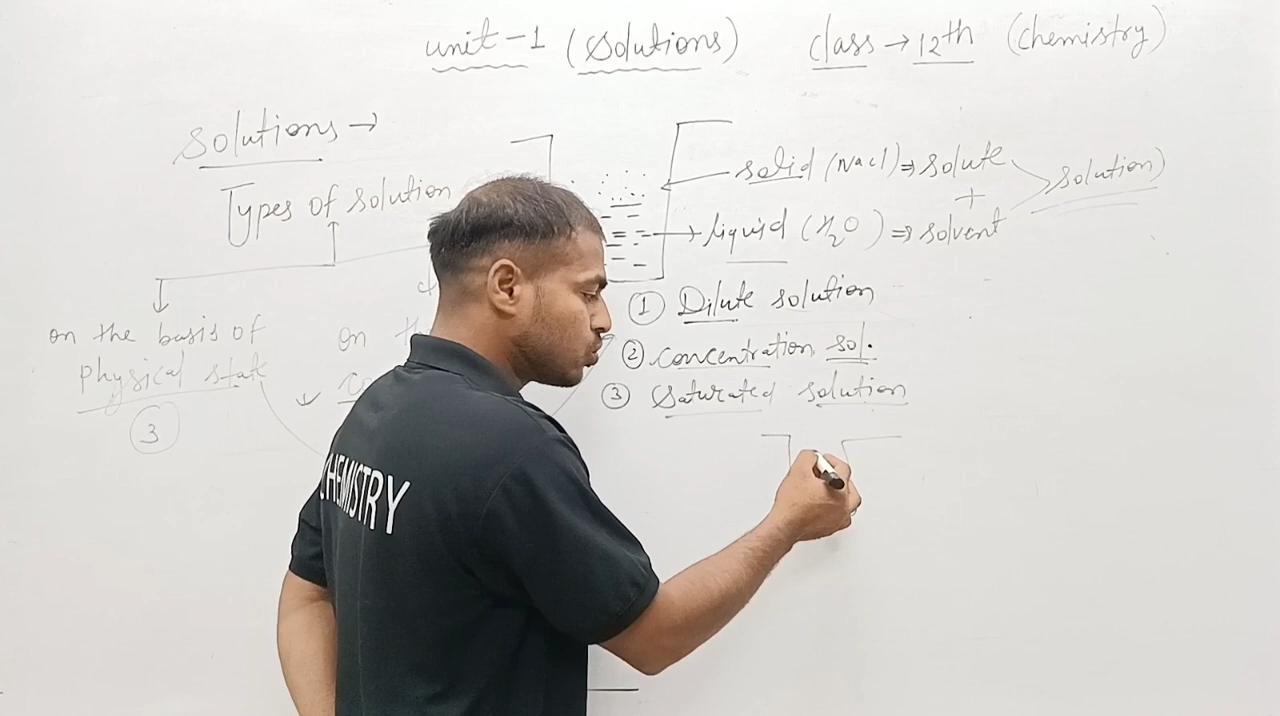 unit-1 (Solutions) class → 12th (chemistry)
Solutions →
Types of solution
solid (Nacl) ⇒ solute
+
solution)
liquid (H2O) ⇒ solvent
on the basis of
physical state
3
on
① Dilute solution
② concentration sol.
③ saturated solution
CHEMISTRY